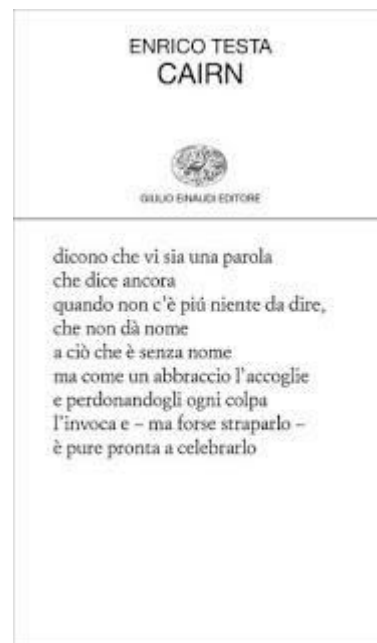 ENRICO TESTA
CAIRN
GIULIO EINAUDI EDITORE
dicono che vi sia una parola
che dice ancora
quando non c'è piú niente da dire,
che non dà nome
a ciò che è senza nome
ma come un abbraccio l'accoglie
e perdonandogli ogni colpa
l'invoca e – ma forse straparlo –
è pure pronta a celebrarlo